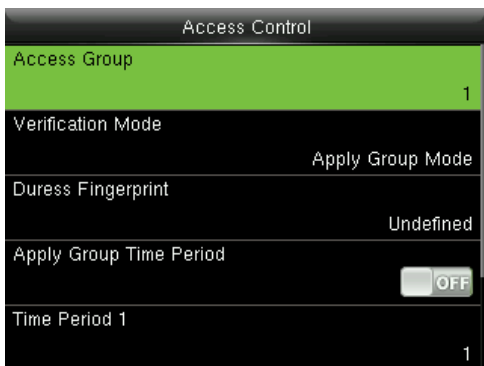 Access Control
Access Group
1
Verification Mode
Apply Group Mode
Duress Fingerprint
Undefined
Apply Group Time Period
OFF
Time Period 1
1